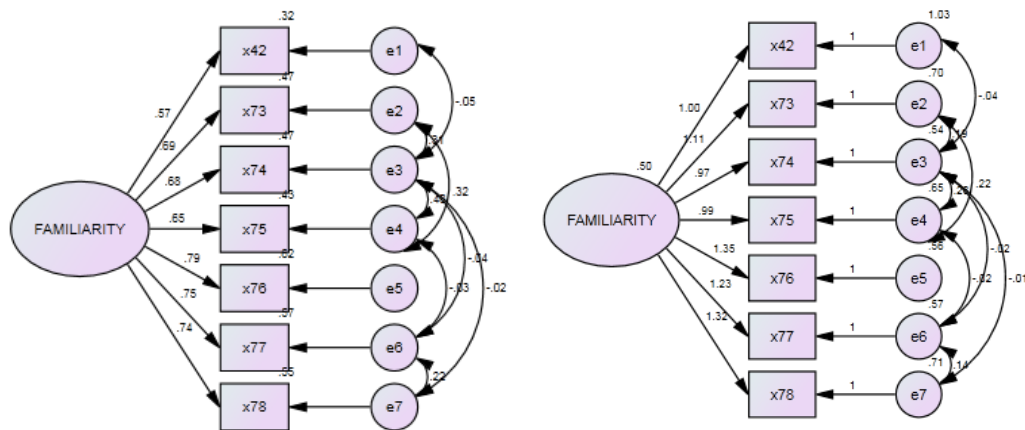 .32
x42
e1
.47
-.05
x73
e2
.57
.47
.31
.69
x74
e3
.68
.43
.32
FAMILIARITY
.65
x75
e4
.62
.79
-.04
x76
e5
-.03
-.02
.75
.57
.74
x77
e6
.55
.22
x78
e7
1.03
x42
1
e1
.70
-.04
x73
1
e2
1.00
.54
.19
1.11
x74
1
e3
.50
.97
.65
.22
FAMILIARITY
.99
x75
1
e4
.56
1.35
-.02
x76
1
e5
-.02
-.01
1.23
.57
1.32
x77
1
e6
.71
.14
x78
1
e7